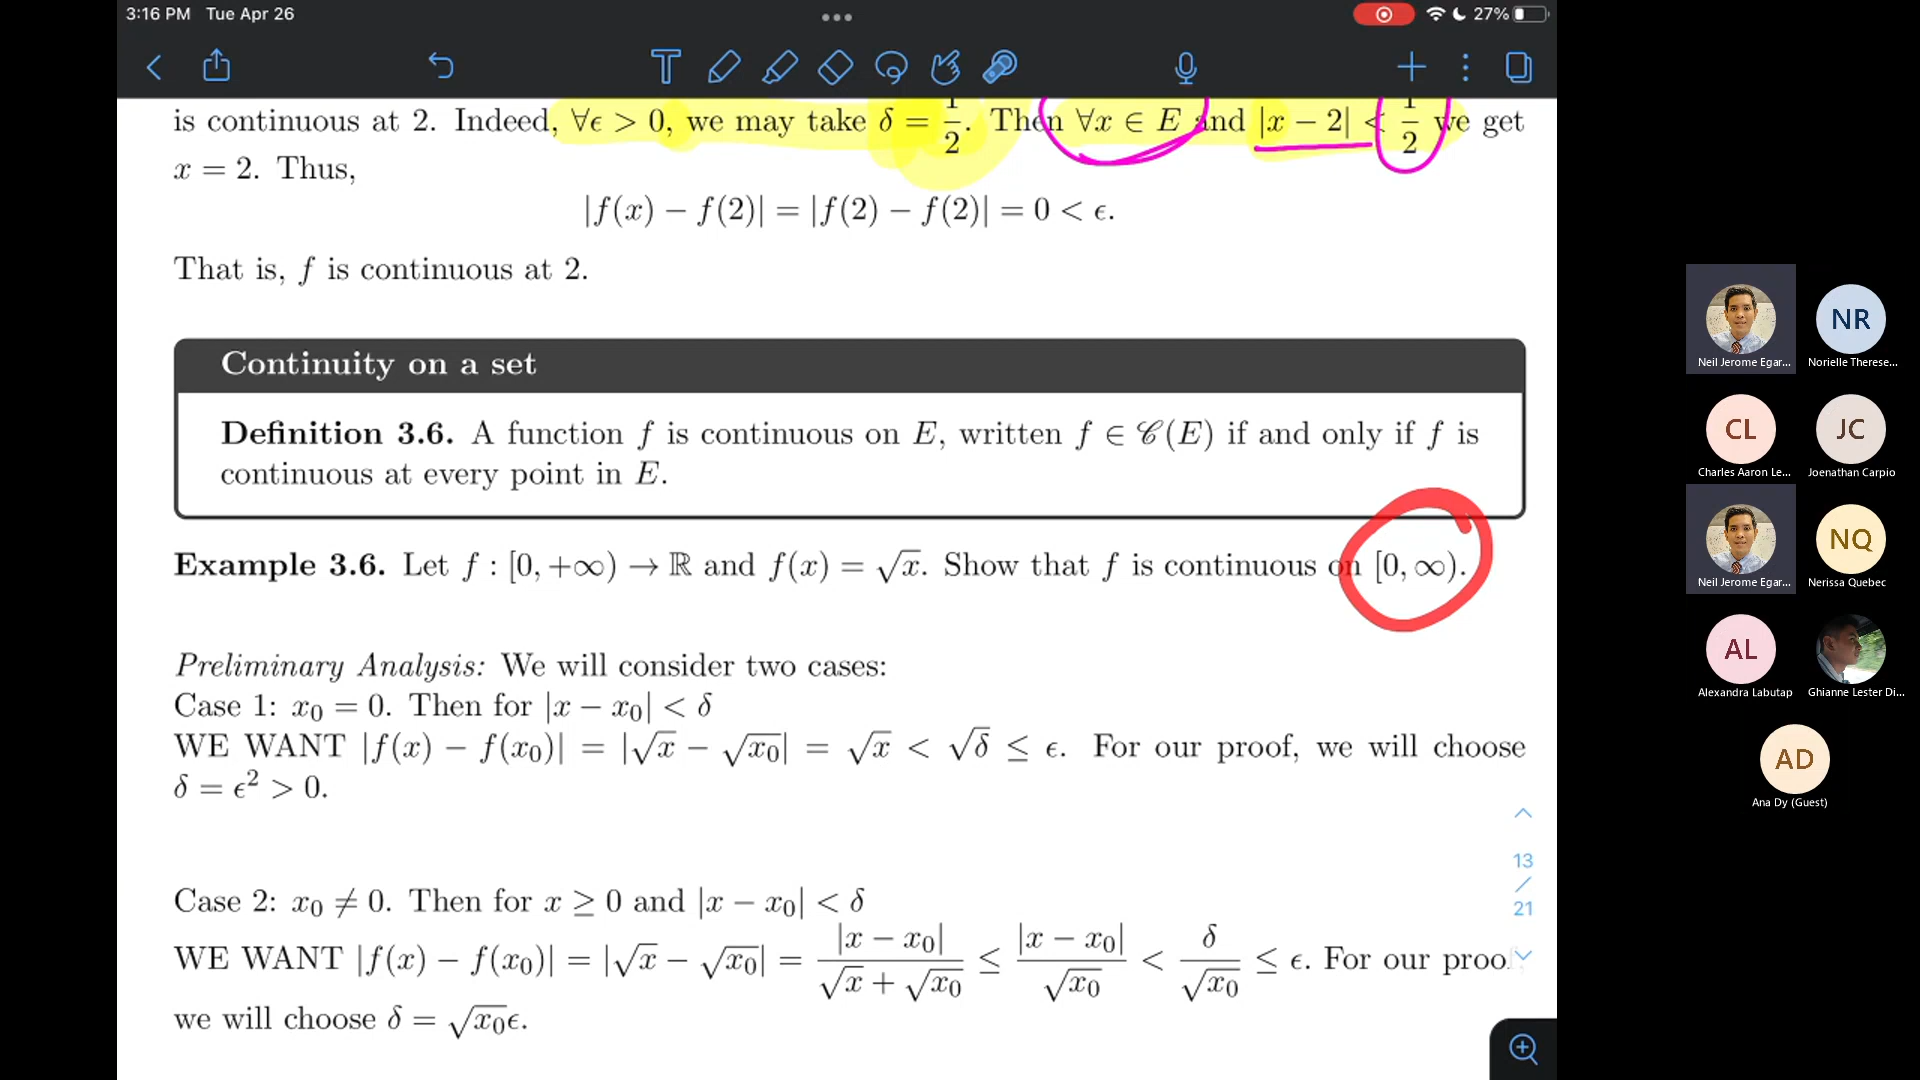 3:16 PM Tue Apr 26
27%
is continuous at 2. Indeed, ∀ϵ > 0, we may take δ = 1/2. Then ∀x ∈ E and |x − 2| < 1/2 we get
x = 2. Thus,
|f(x) − f(2)| = |f(2) − f(2)| = 0 < ϵ.
That is, f is continuous at 2.
Continuity on a set
Definition 3.6. A function f is continuous on E, written f ∈ 𝒞(E) if and only if f is
continuous at every point in E.
Example 3.6. Let f : [0, +∞) → ℝ and f(x) = √x. Show that f is continuous on [0, ∞).
Preliminary Analysis: We will consider two cases:
Case 1: x₀ = 0. Then for |x − x₀| < δ
WE WANT |f(x) − f(x₀)| = |√x − √x₀| = √x < √δ ≤ ϵ. For our proof, we will choose
δ = ϵ² > 0.
Case 2: x₀ ≠ 0. Then for x ≥ 0 and |x − x₀| < δ
WE WANT |f(x) − f(x₀)| = |√x − √x₀| = |x − x₀|/(√x + √x₀) ≤ |x − x₀|/√x₀ < δ/√x₀ ≤ ϵ. For our proof,
we will choose δ = √x₀ϵ.
13
/
21
Neil Jerome Egar...
NR
Norielle Therese...
CL
Charles Aaron Le...
JC
Joenathan Carpio
Neil Jerome Egar...
NQ
Nerissa Quebec
AL
Alexandra Labutap
Ghianne Lester Di...
AD
Ana Dy (Guest)